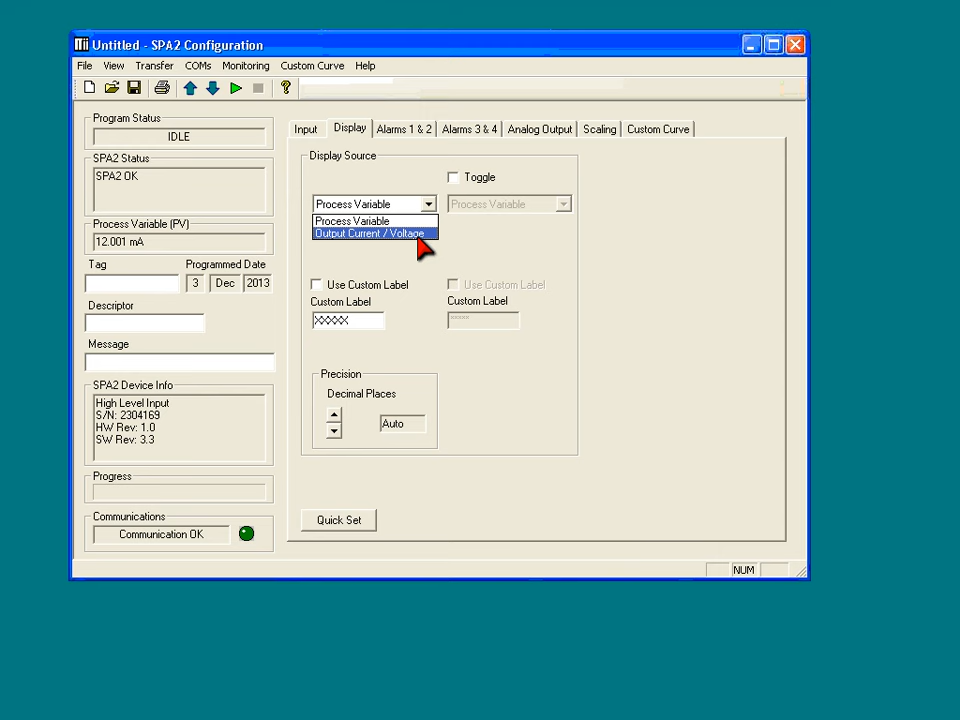 Untitled - SPA2 Configuration
File View Transfer COMs Monitoring Custom Curve Help
Program Status
IDLE
SPA2 Status
SPA2 OK
Process Variable (PV)
12.001 mA
Tag
Programmed Date
3 Dec 2013
Descriptor
Message
SPA2 Device Info
High Level Input
S/N: 2304169
HW Rev: 1.0
SW Rev: 3.3
Progress
Communications
Communication OK
Input Display Alarms 1 & 2 Alarms 3 & 4 Analog Output Scaling Custom Curve
Display Source
Toggle
Process Variable Process Variable
Process Variable
Output Current / Voltage
Use Custom Label Use Custom Label
Custom Label Custom Label
XXXXX *****
Precision
Decimal Places
Auto
Quick Set
NUM